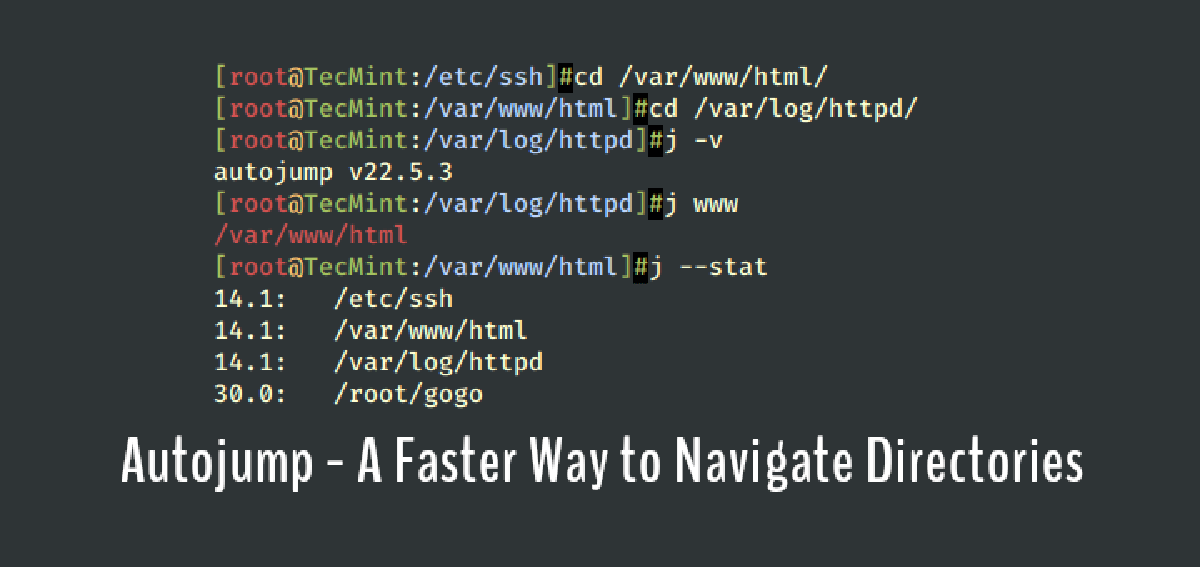 [root@TecMint:/etc/ssh]#cd /var/www/html/
[root@TecMint:/var/www/html]#cd /var/log/httpd/
[root@TecMint:/var/log/httpd]#j -v
autojump v22.5.3
[root@TecMint:/var/log/httpd]#j www
/var/www/html
[root@TecMint:/var/www/html]#j --stat
14.1:   /etc/ssh
14.1:   /var/www/html
14.1:   /var/log/httpd
30.0:   /root/gogo
Autojump - A Faster Way to Navigate Directories